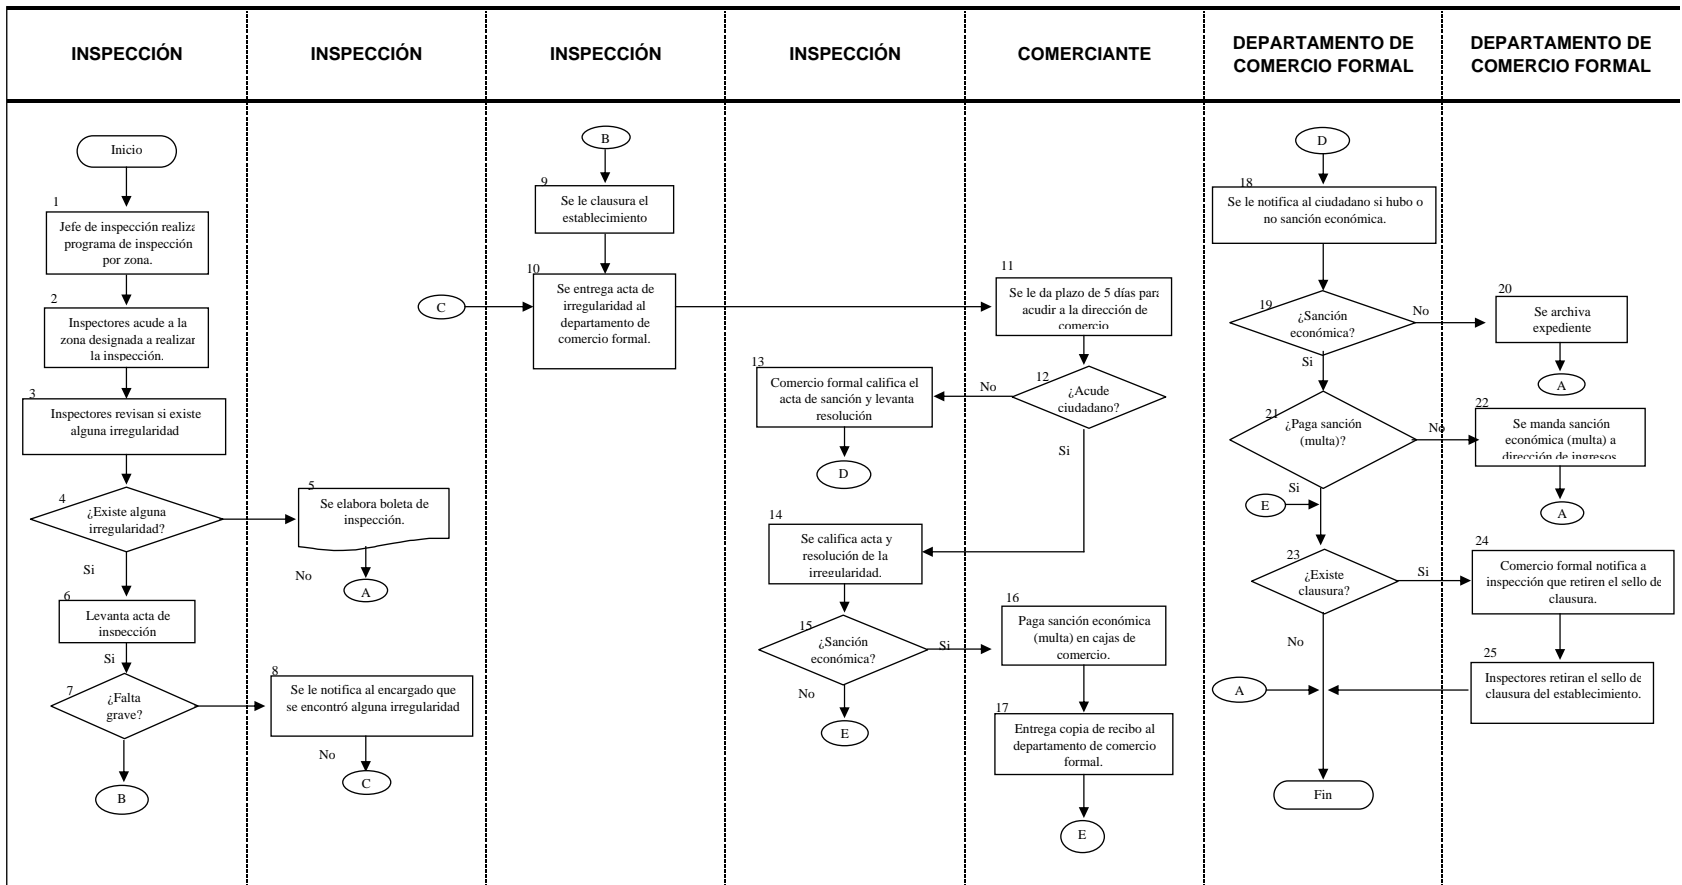 INSPECCIÓN
INSPECCIÓN
INSPECCIÓN
INSPECCIÓN
COMERCIANTE
DEPARTAMENTO DE
COMERCIO FORMAL
DEPARTAMENTO DE
COMERCIO FORMAL
Inicio
1
Jefe de inspección realiza
programa de inspección
por zona.
2
Inspectores acude a la
zona designada a realizar
la inspección.
3
Inspectores revisan si existe
alguna irregularidad
4
¿Existe alguna
irregularidad?
Si
6
Levanta acta de
inspección
Si
7
¿Falta
grave?
B
5
Se elabora boleta de
inspección.
No
A
8
Se le notifica al encargado que
se encontró alguna irregularidad
No
C
B
9
Se le clausura el
establecimiento
10
Se entrega acta de
irregularidad al
departamento de
comercio formal.
C
13
Comercio formal califica el
acta de sanción y levanta
resolución
D
14
Se califica acta y
resolución de la
irregularidad.
15
¿Sanción
económica?
Si
No
E
11
Se le da plazo de 5 días para
acudir a la dirección de
comercio
12
¿Acude
ciudadano?
No
Si
16
Paga sanción económica
(multa) en cajas de
comercio.
17
Entrega copia de recibo al
departamento de comercio
formal.
E
D
18
Se le notifica al ciudadano si hubo o
no sanción económica.
19
¿Sanción
económica?
No
Si
21
¿Paga sanción
(multa)?
No
Si
E
23
¿Existe
clausura?
Si
No
A
Fin
20
Se archiva
expediente
A
22
Se manda sanción
económica (multa) a
dirección de ingresos
A
24
Comercio formal notifica a
inspección que retiren el sello de
clausura.
25
Inspectores retiran el sello de
clausura del establecimiento.